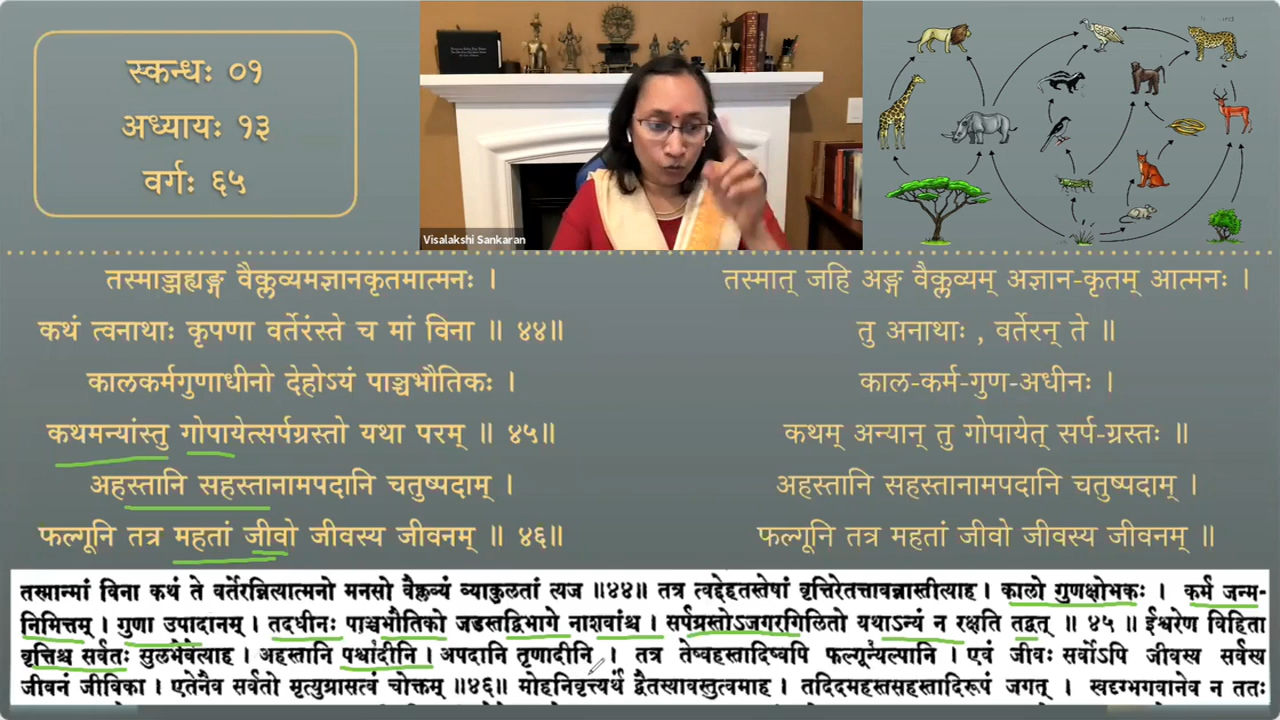 स्कन्धः ०१
अध्यायः १३
वर्गः ६५
Visalakshi Sankaran
तस्माज्जह्यङ्ग वैक्लव्यमज्ञानकृतमात्मनः ।
कथं त्वनाथाः कृपणा वर्तेरंस्ते च मां विना ॥ ४४॥
कालकर्मगुणाधीनो देहोऽयं पाञ्चभौतिकः ।
कथमन्यांस्तु गोपायेत्सर्पग्रस्तो यथा परम् ॥ ४५॥
अहस्तानि सहस्तानामपदानि चतुष्पदाम् ।
फल्गूनि तत्र महतां जीवो जीवस्य जीवनम् ॥ ४६॥
तस्मात् जहि अङ्ग वैक्लव्यम् अज्ञान-कृतम् आत्मनः ।
तु अनाथाः , वर्तेरन् ते ॥
काल-कर्म-गुण-अधीनः ।
कथम् अन्यान् तु गोपायेत् सर्प-ग्रस्तः ॥
अहस्तानि सहस्तानामपदानि चतुष्पदाम् ।
फल्गूनि तत्र महतां जीवो जीवस्य जीवनम् ॥
तस्मान्मां विना कथं ते वर्तेरन्नित्यात्मनो मनसो वैक्लव्यं व्याकुलतां त्यज ॥४४॥ तत्र त्वद्देहतस्तेषां वृत्तिरेतत्तावन्नास्तीत्याह । कालो गुणक्षोभकः । कर्म जन्म-
निमित्तम् । गुणा उपादानम् । तदधीनः पाञ्चभौतिको जडस्तद्विभागे नाशवांश्च । सर्पग्रस्तोऽजगरगिलितो यथाऽन्यं न रक्षति तद्वत् ॥ ४५ ॥ ईश्वरेण विहिता
वृत्तिश्च सर्वतः सुलभैवेत्याह । अहस्तानि पश्वादीनि । अपदानि तृणादीनि । तत्र तेष्वहस्तादिष्वपि फल्गून्यल्पानि । एवं जीवः सर्वोऽपि जीवस्य सर्वस्य
जीवनं जीविका । एतेनैव सर्वतो मृत्युग्रासत्वं चोक्तम् ॥४६॥ मोहनिवृत्त्यर्थं द्वैतस्यावस्तुत्वमाह । तदिदमहस्तसहस्तादिरूपं जगत् । स्वदृग्भगवानेव न ततः